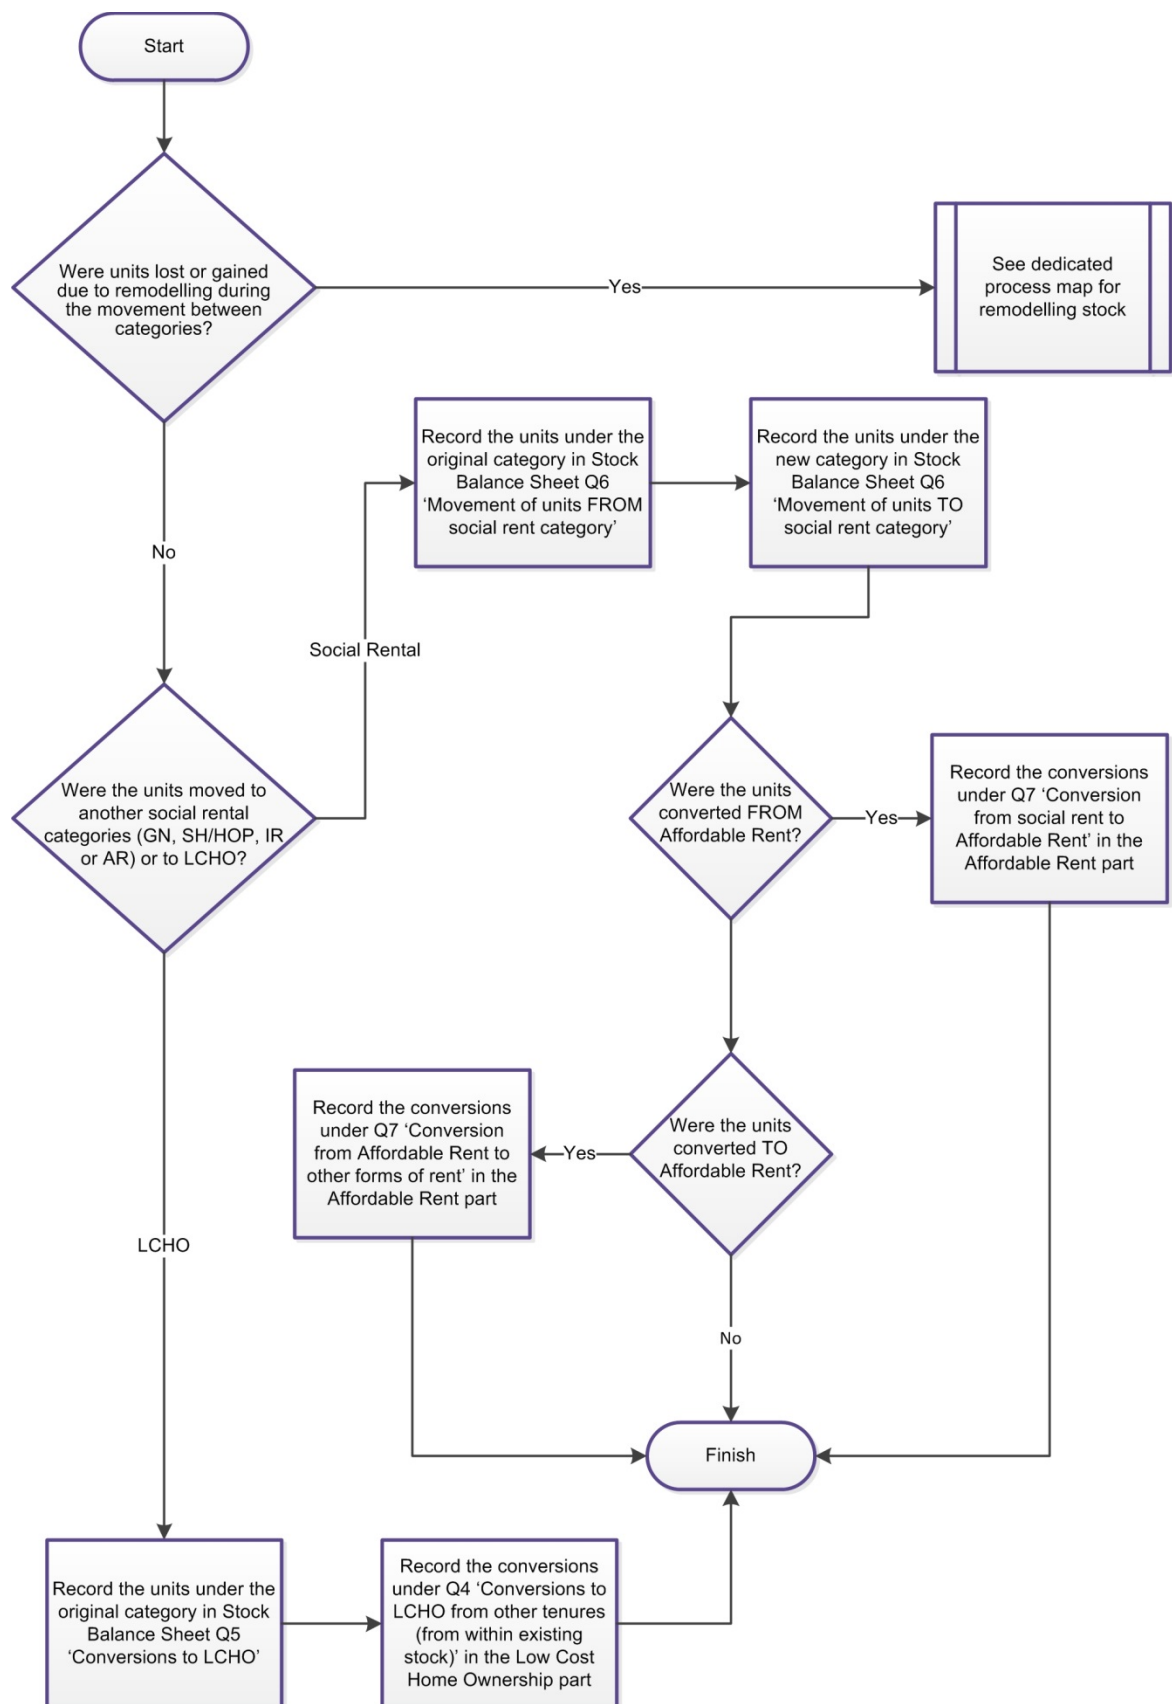 Start
Were units lost or gained
due to remodelling during
the movement between
categories?
Yes
See dedicated
process map for
remodelling stock
No
Record the units under the
original category in Stock
Balance Sheet Q6
‘Movement of units FROM
social rent category’
Record the units under the
new category in Stock
Balance Sheet Q6
‘Movement of units TO
social rent category’
Social Rental
Were the units moved to
another social rental
categories (GN, SH/HOP, IR
or AR) or to LCHO?
Were the units
converted FROM
Affordable Rent?
Yes
Record the conversions
under Q7 ‘Conversion
from social rent to
Affordable Rent’ in the
Affordable Rent part
Were the units
converted TO
Affordable Rent?
Yes
Record the conversions
under Q7 ‘Conversion
from Affordable Rent to
other forms of rent’ in the
Affordable Rent part
LCHO
No
Finish
Record the units under the
original category in Stock
Balance Sheet Q5
‘Conversions to LCHO’
Record the conversions
under Q4 ‘Conversions to
LCHO from other tenures
(from within existing
stock)’ in the Low Cost
Home Ownership part